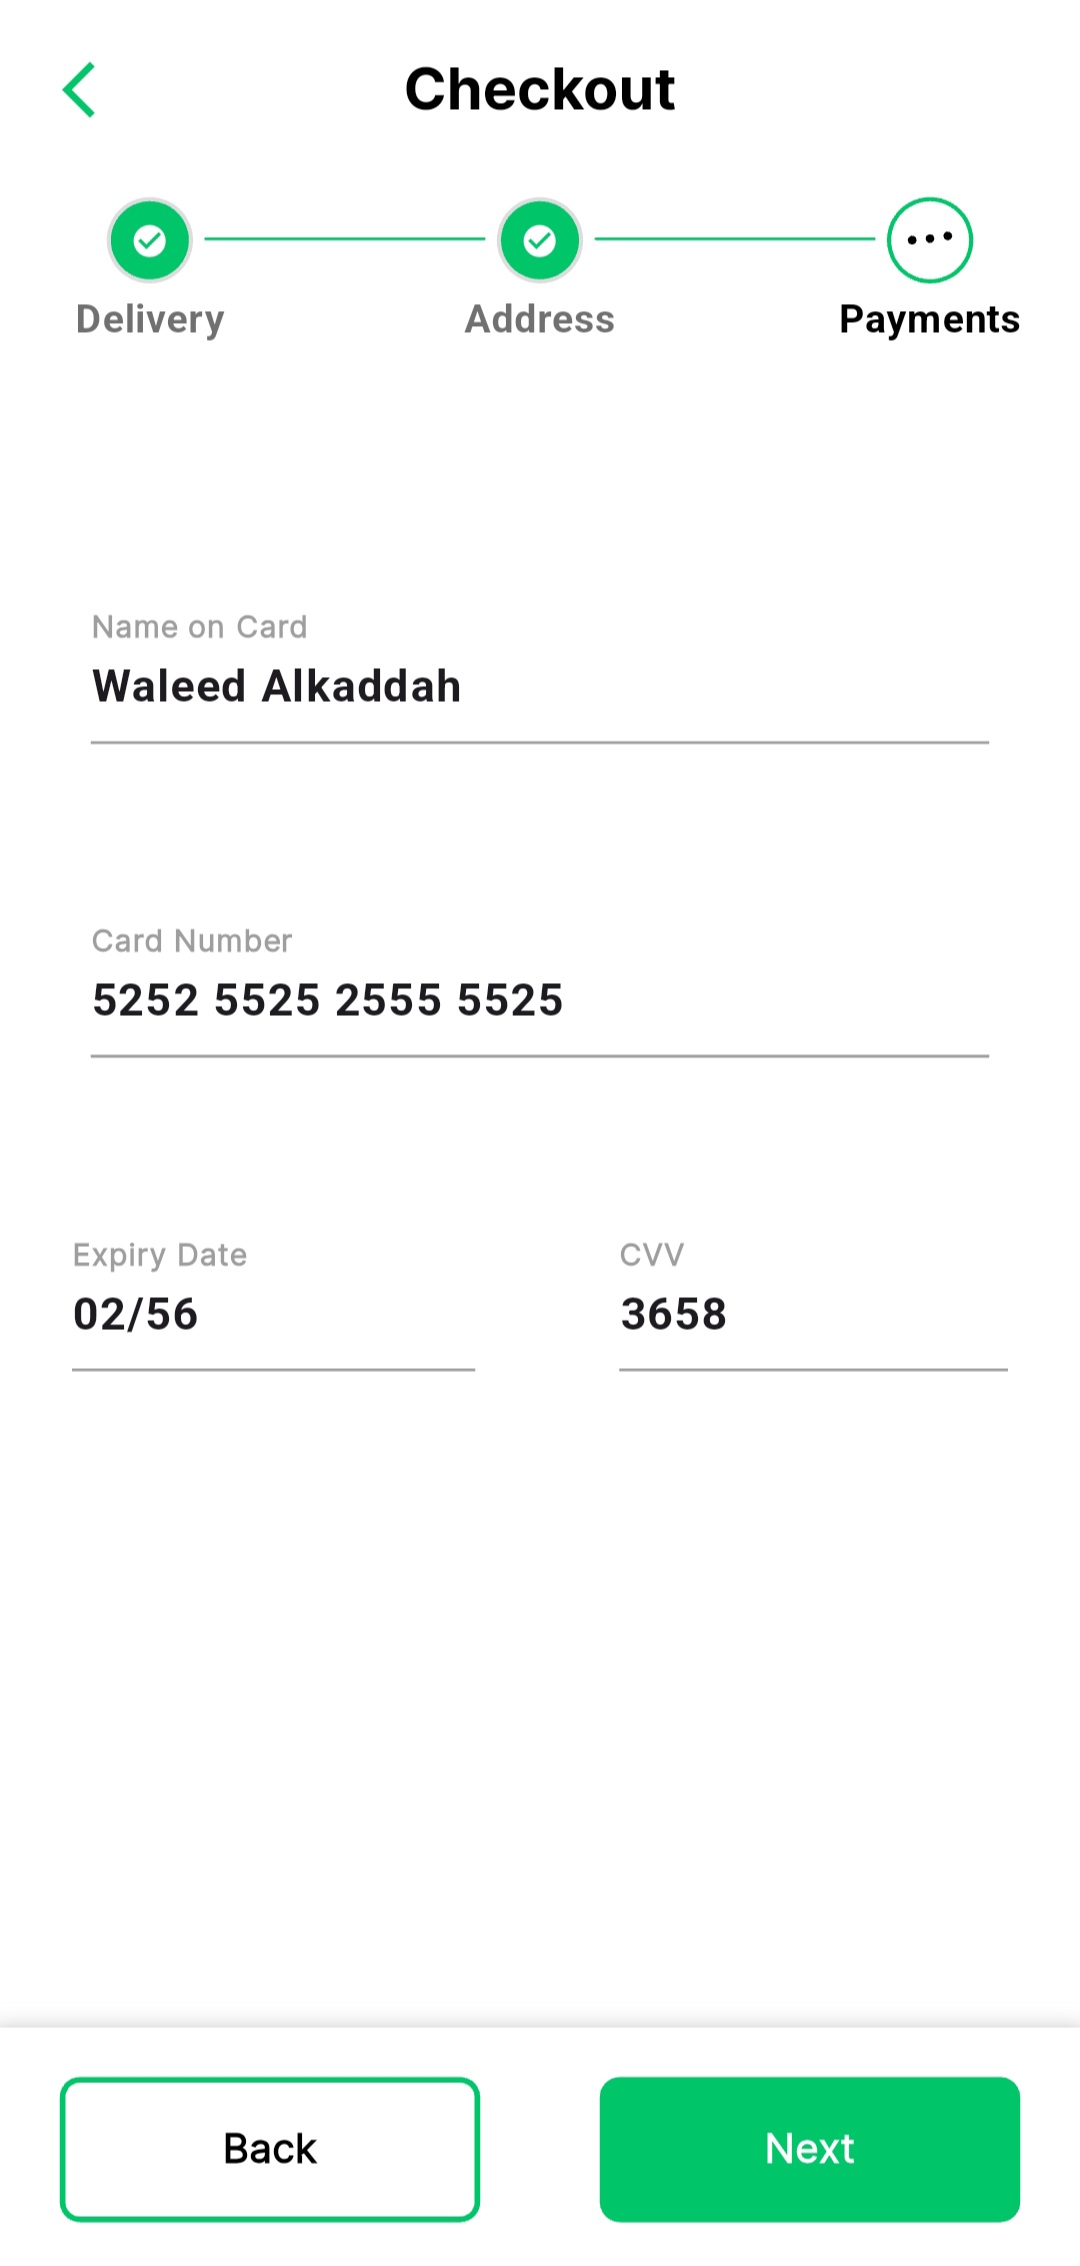 Checkout
Delivery Address Payments
Name on Card
Waleed Alkaddah
Card Number
5252 5525 2555 5525
Expiry Date CVV
02/56 3658
Back Next